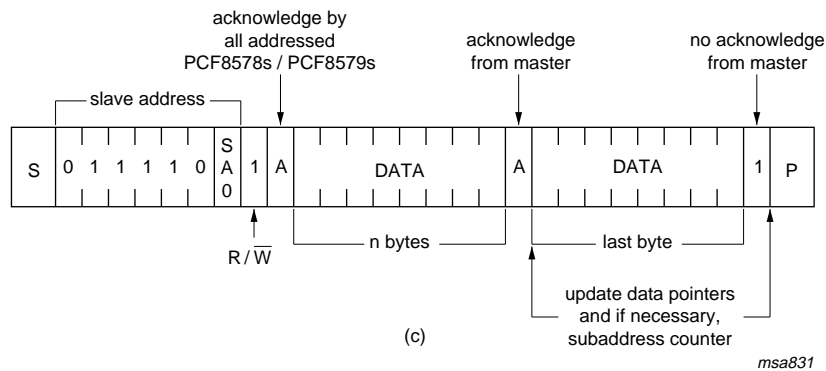 acknowledge by
all addressed
PCF8578s / PCF8579s
acknowledge
from master
no acknowledge
from master
slave address
S 0 1 1 1 1 0 S A 0 1 A DATA A DATA 1 P
R / W
n bytes
last byte
update data pointers
and if necessary,
subaddress counter
(c)
msa831